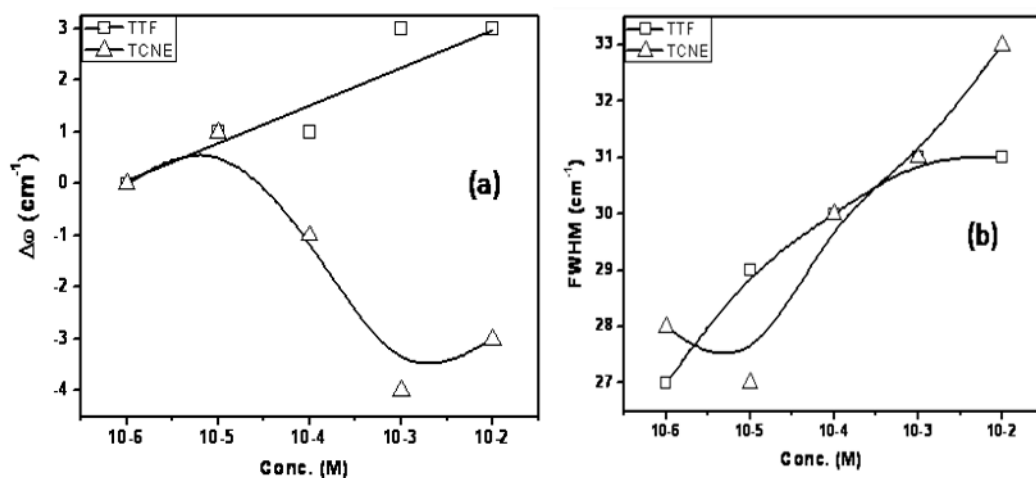 TTF
TCNE
3
2
1
0
-1
-2
-3
-4
Δω (cm⁻¹)
(a)
10-6
10-5
10-4
10-3
10-2
Conc. (M)
TTF
TCNE
33
32
31
30
29
28
27
FWHM (cm⁻¹)
(b)
10-6
10-5
10-4
10-3
10-2
Conc. (M)